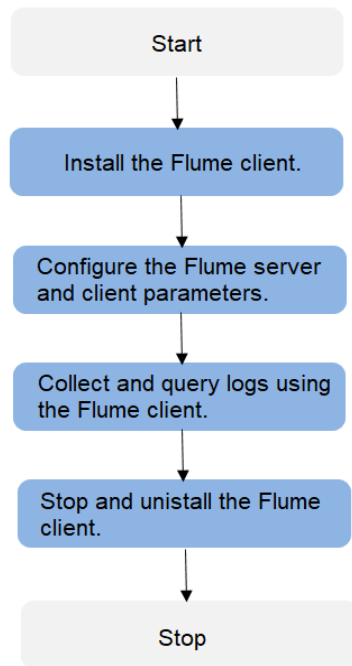 Start
Install the Flume client.
Configure the Flume server
and client parameters.
Collect and query logs using
the Flume client.
Stop and unistall the Flume
client.
Stop